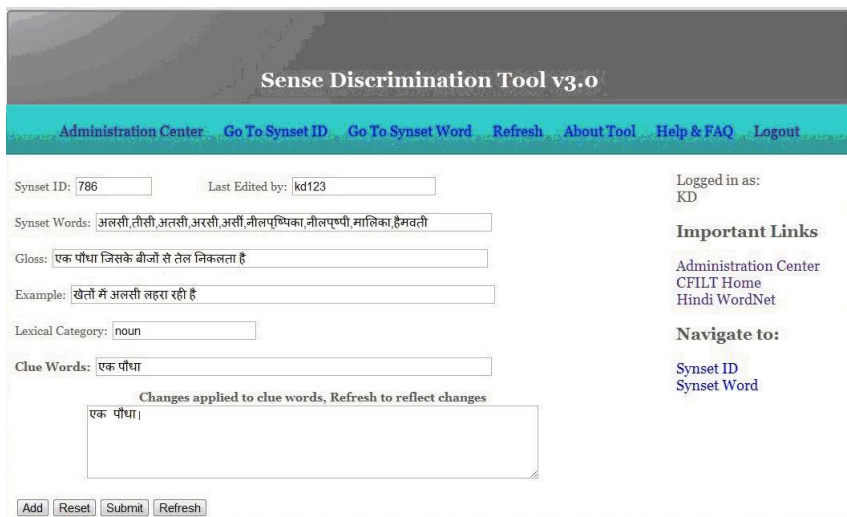 Sense Discrimination Tool v3.0
Administration Center Go To Synset ID Go To Synset Word Refresh About Tool Help & FAQ Logout
Synset ID: 786 Last Edited by: kd123
Synset Words: अलसी,तीसी,अतसी,अरसी,अर्सी,नीलपुष्पिका,नीलपुष्पी,मालिका,हैमवती
Gloss: एक पौधा जिसके बीजों से तेल निकलता है
Example: खेतों में अलसी लहरा रही है
Lexical Category: noun
Clue Words: एक पौधा
Changes applied to clue words, Refresh to reflect changes
एक पौधा।
Add Reset Submit Refresh
Logged in as:
KD
Important Links
Administration Center
CFILT Home
Hindi WordNet
Navigate to:
Synset ID
Synset Word